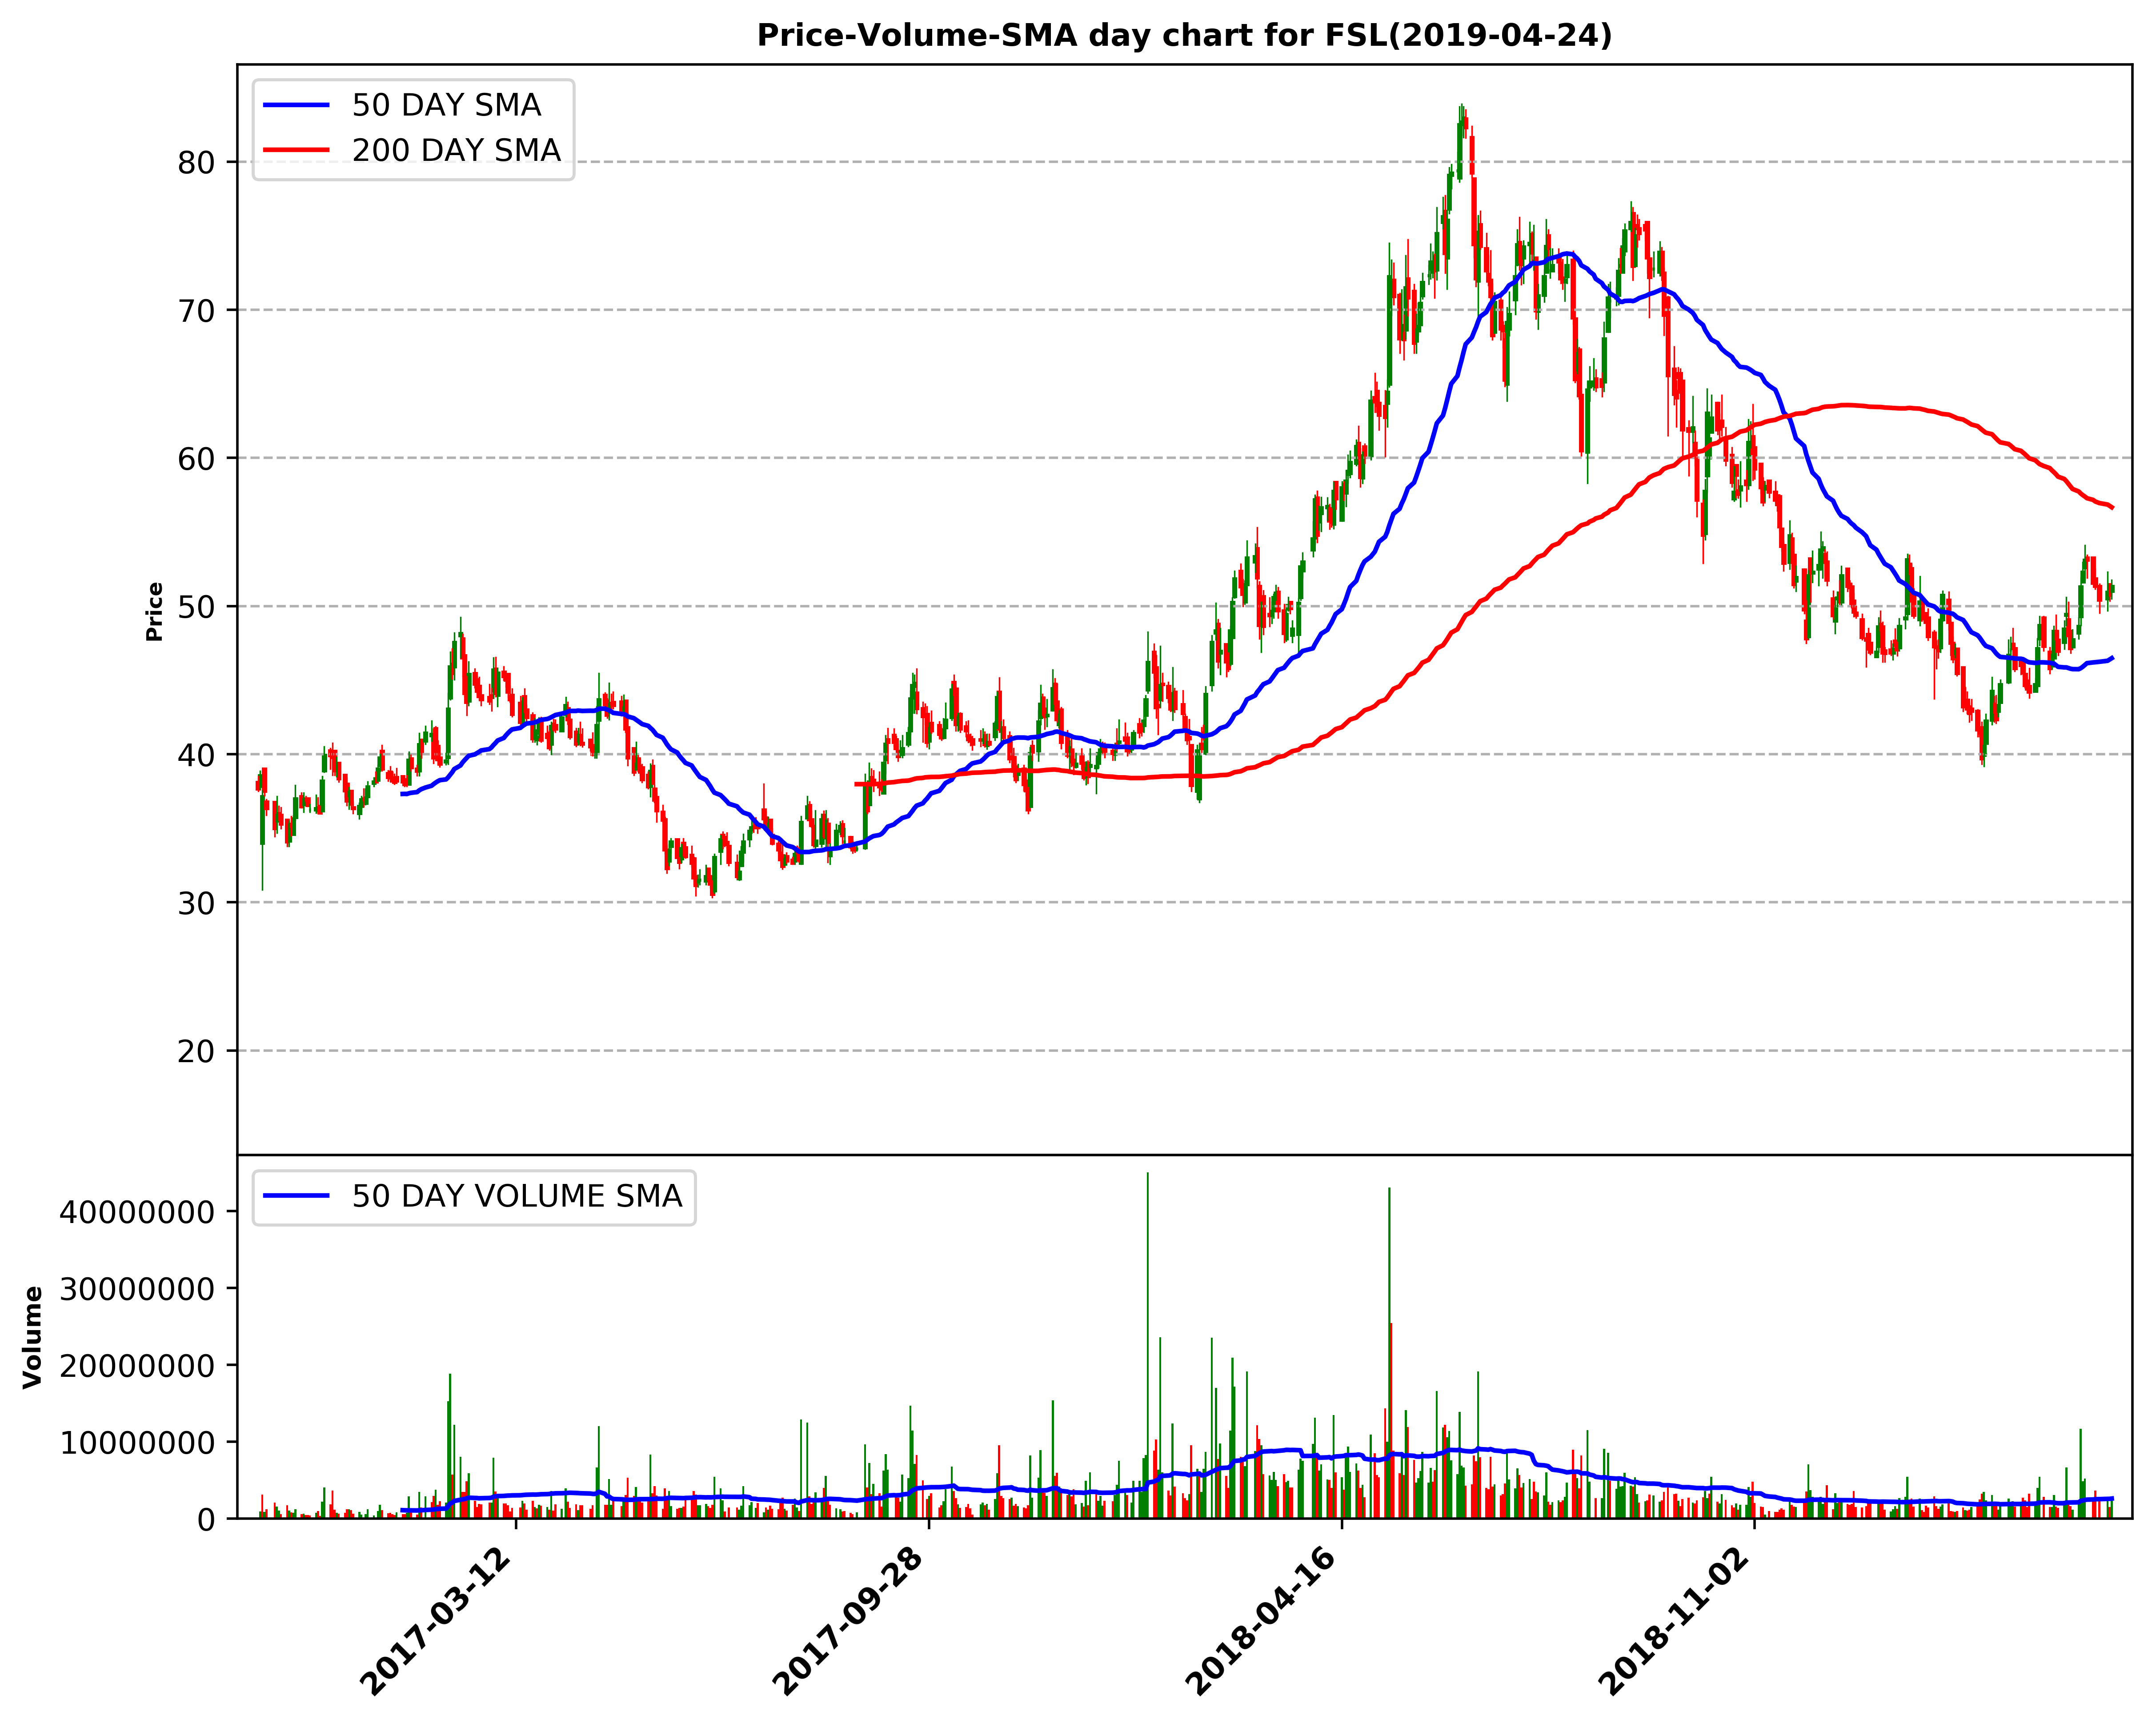 Price-Volume-SMA day chart for FSL(2019-04-24)
50 DAY SMA
200 DAY SMA
80
70
60
50
40
30
20
Price
50 DAY VOLUME SMA
40000000
30000000
20000000
10000000
0
Volume
2017-03-12
2017-09-28
2018-04-16
2018-11-02